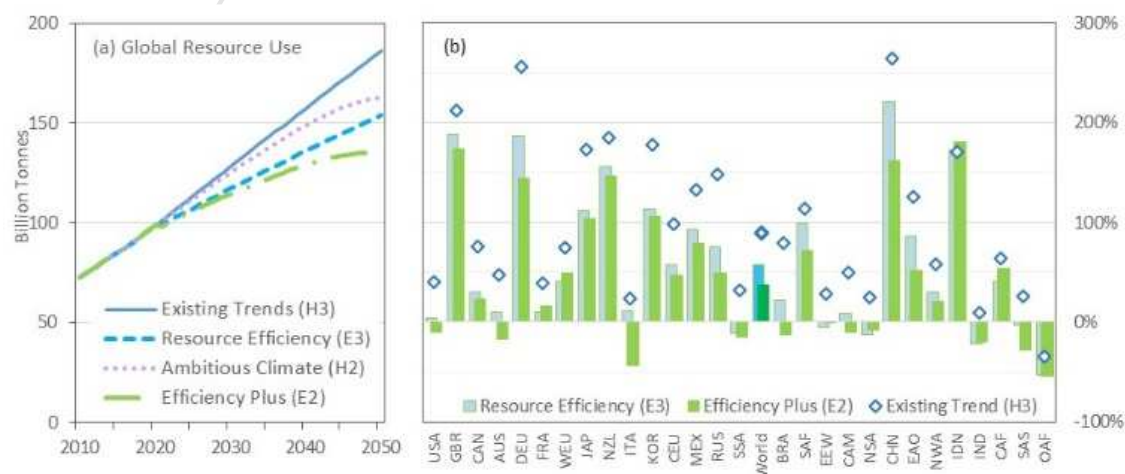 200
150
100
50
0
Billion Tonnes
(a) Global Resource Use
Existing Trends (H3)
Resource Efficiency (E3)
Ambitious Climate (H2)
Efficiency Plus (E2)
2010 2020 2030 2040 2050
(b)
300%
200%
100%
0%
-100%
Resource Efficiency (E3) Efficiency Plus (E2) Existing Trend (H3)
USA
GBR
CAN
AUS
DEU
FRA
WEU
JAP
NZL
ITA
KOR
CEU
MEX
RUS
SSA
World
BRA
SAF
EEW
CAM
NSA
CHN
EAO
NWA
IDN
IND
CAF
SAS
OAF